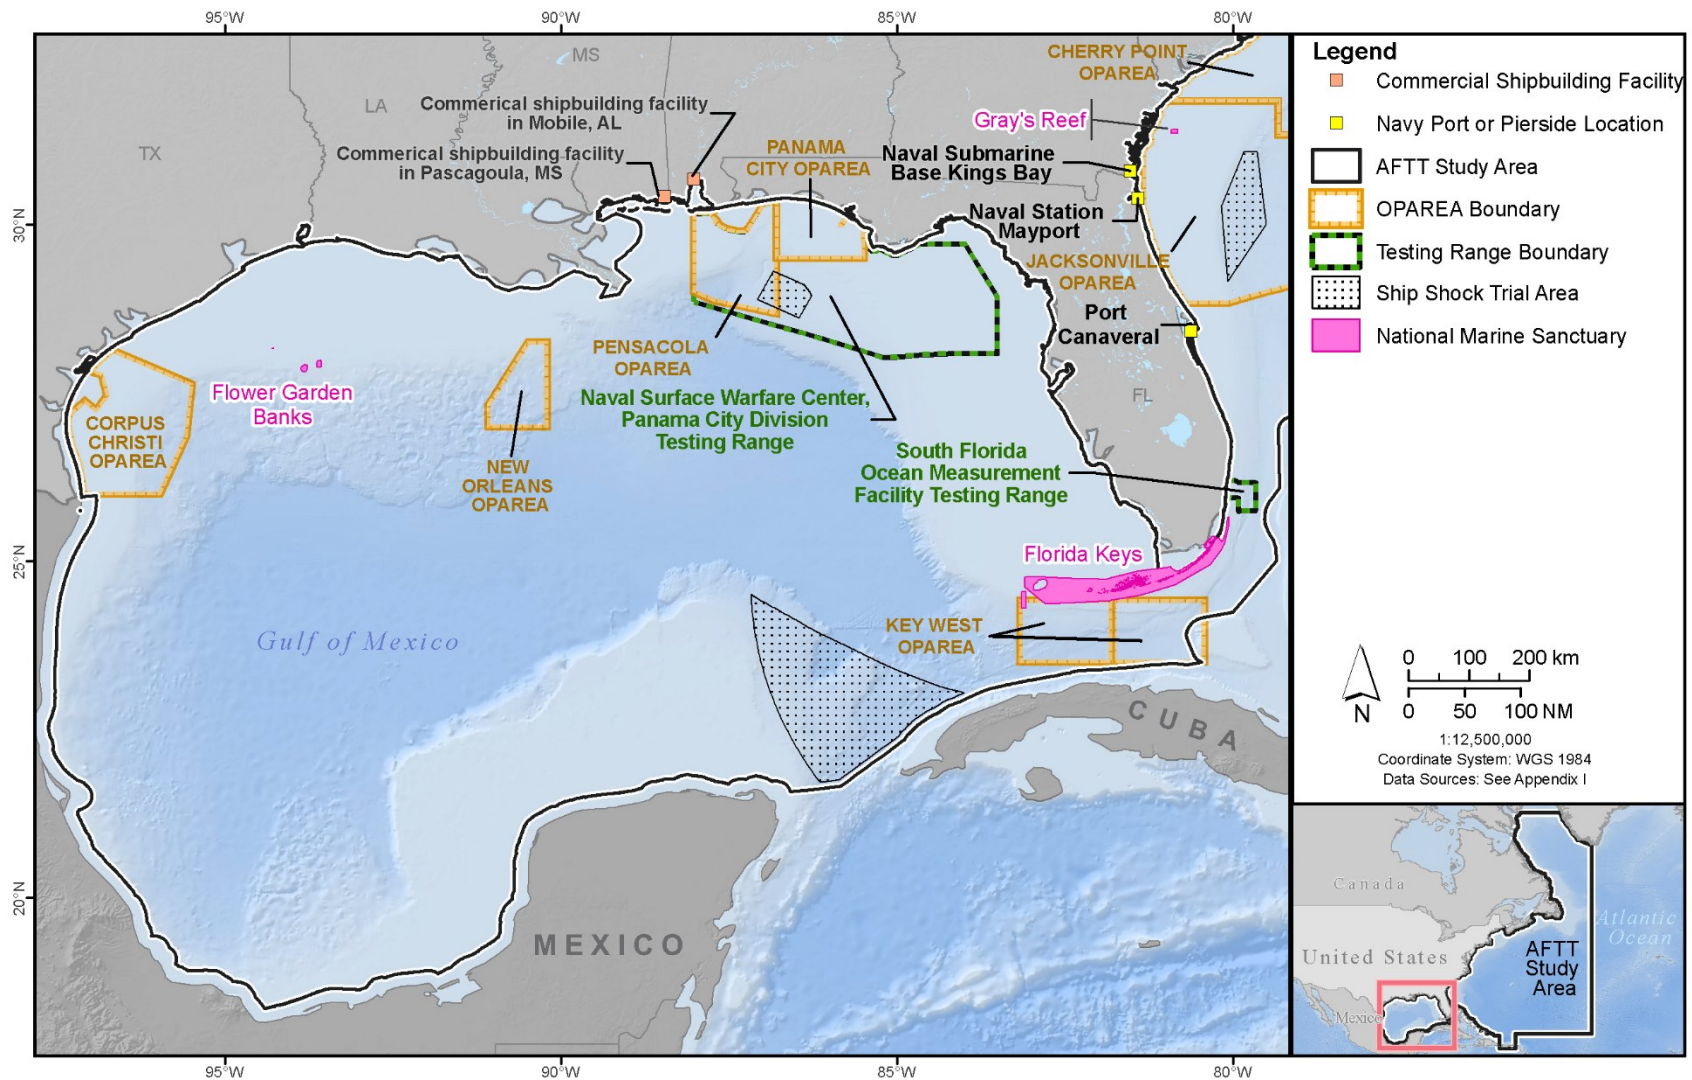 95°W
90°W
85°W
80°W
30°N
25°N
20°N
95°W
90°W
85°W
80°W
TX
LA
MS
FL
Commerical shipbuilding facility
in Mobile, AL
Commerical shipbuilding facility
in Pascagoula, MS
PANAMA
CITY OPAREA
CHERRY POINT
OPAREA
Gray's Reef
Naval Submarine
Base Kings Bay
Naval Station
Mayport
JACKSONVILLE
OPAREA
Port
Canaveral
PENSACOLA
OPAREA
Naval Surface Warfare Center,
Panama City Division
Testing Range
Flower Garden
Banks
CORPUS
CHRISTI
OPAREA
NEW
ORLEANS
OPAREA
South Florida
Ocean Measurement
Facility Testing Range
Florida Keys
KEY WEST
OPAREA
Gulf of Mexico
CUBA
MEXICO
Legend
Commercial Shipbuilding Facility
Navy Port or Pierside Location
AFTT Study Area
OPAREA Boundary
Testing Range Boundary
Ship Shock Trial Area
National Marine Sanctuary
N
0 100 200 km
0 50 100 NM
1:12,500,000
Coordinate System: WGS 1984
Data Sources: See Appendix I
Canada
United States
Mexico
Atlantic
Ocean
AFTT
Study
Area